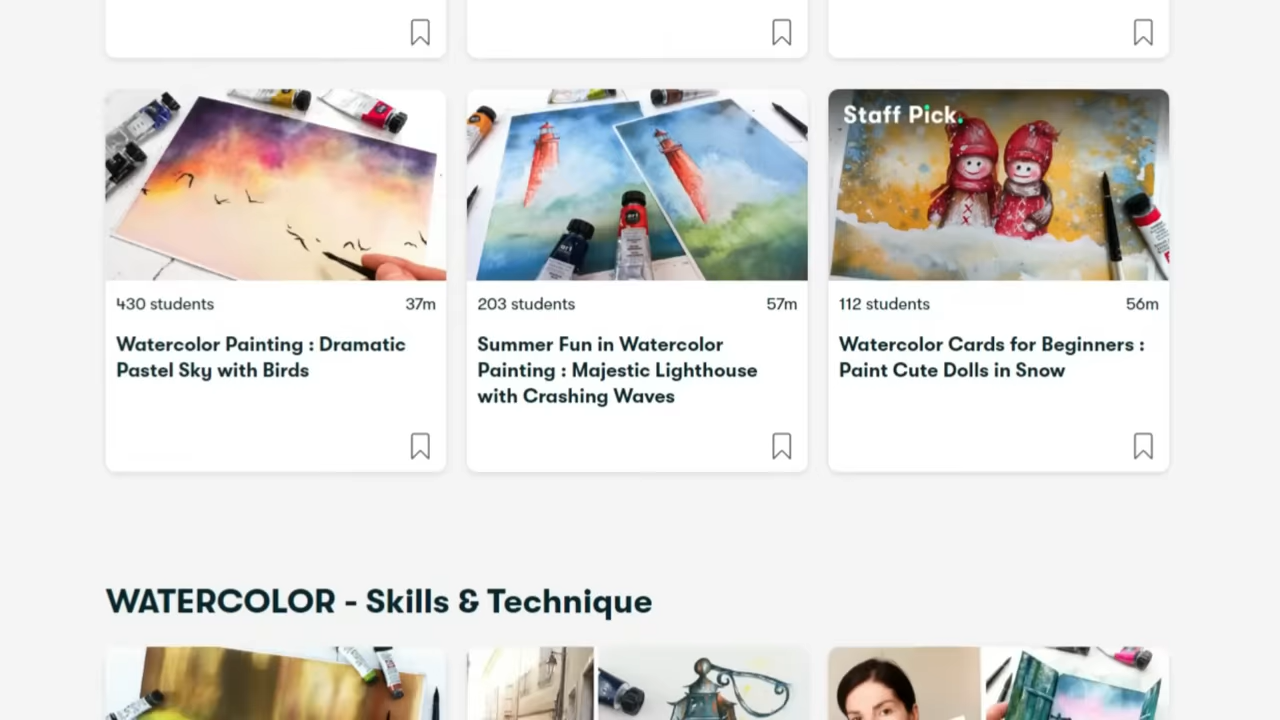 Staff Pick.
430 students 37m
203 students 57m
112 students 56m
Watercolor Painting : Dramatic
Pastel Sky with Birds
Summer Fun in Watercolor
Painting : Majestic Lighthouse
with Crashing Waves
Watercolor Cards for Beginners :
Paint Cute Dolls in Snow
WATERCOLOR - Skills & Technique